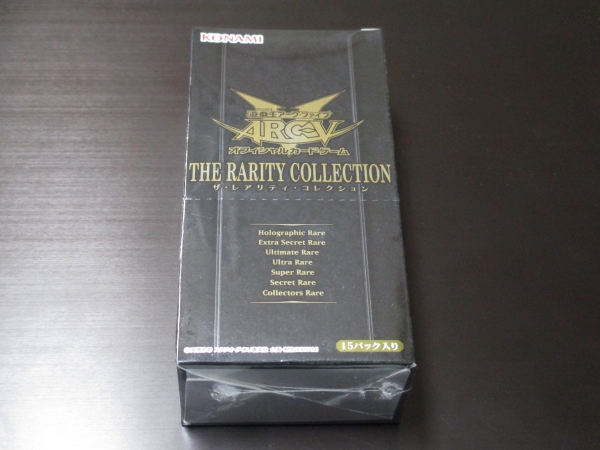 KONAMI
遊戯王アーク・ファイブ
ARC-V
オフィシャルカードゲーム
THE RARITY COLLECTION
ザ・レアリティ・コレクション
Holographic Rare
Extra Secret Rare
Ultimate Rare
Ultra Rare
Super Rare
Secret Rare
Collectors Rare
15パック入り